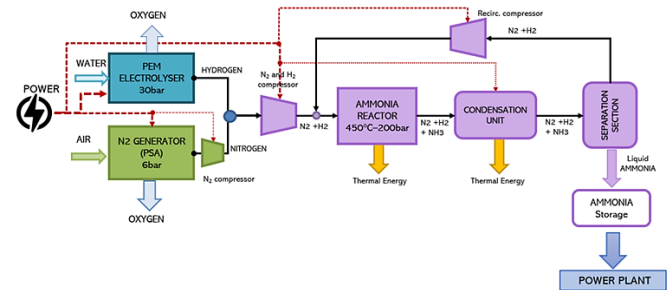 OXYGEN
Recirc. compressor
N2 +H2
WATER
PEM
ELECTROLYSER
30bar
HYDROGEN
N₂ and H₂
compressor
POWER
N2 +H2
AMMONIA
REACTOR
450°C-200bar
N2 +H2
+ NH3
CONDENSATION
UNIT
N2 +H2
+ NH3
SEPARATION
SECTION
AIR
N2 GENERATOR
(PSA)
6bar
NITROGEN
N₂ compressor
Thermal Energy
Thermal Energy
Liquid
AMMONIA
OXYGEN
AMMONIA
Storage
POWER PLANT